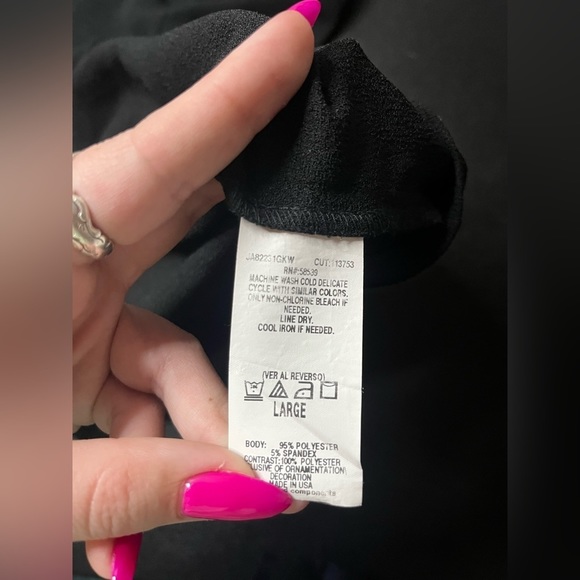 CUT:113753
RN#:58539
MACHINE WASH COLD DELICATE
CYCLE WITH SIMILAR COLORS.
ONLY NON-CHLORINE BLEACH IF
NEEDED.
LINE DRY.
COOL IRON IF NEEDED.
(VER AL REVERSO)
LARGE
BODY: 95% POLYESTER
5% SPANDEX
CONTRAST:100% POLYESTER
OF ORNAMENTATION/
DECORATION
MADE IN USA